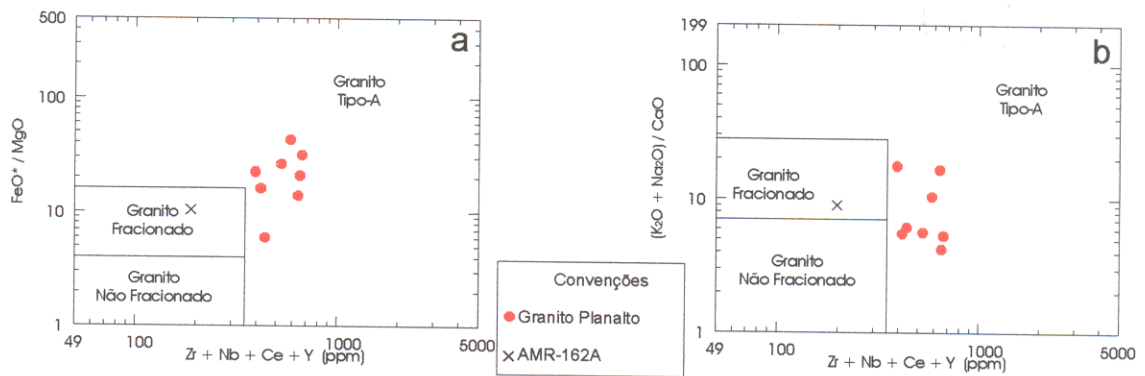 500
100
10
1
FeO* / MgO
a
Granito
Tipo-A
Granito
Fracionado
Granito
Não Fracionado
49
100
1000
5000
Zr + Nb + Ce + Y (ppm)
Convenções
Granito Planalto
AMR-162A
199
100
10
1
(K2O + Na2O) / CaO
b
Granito
Tipo-A
Granito
Fracionado
Granito
Não Fracionado
49
100
1000
5000
Zr + Nb + Ce + Y (ppm)